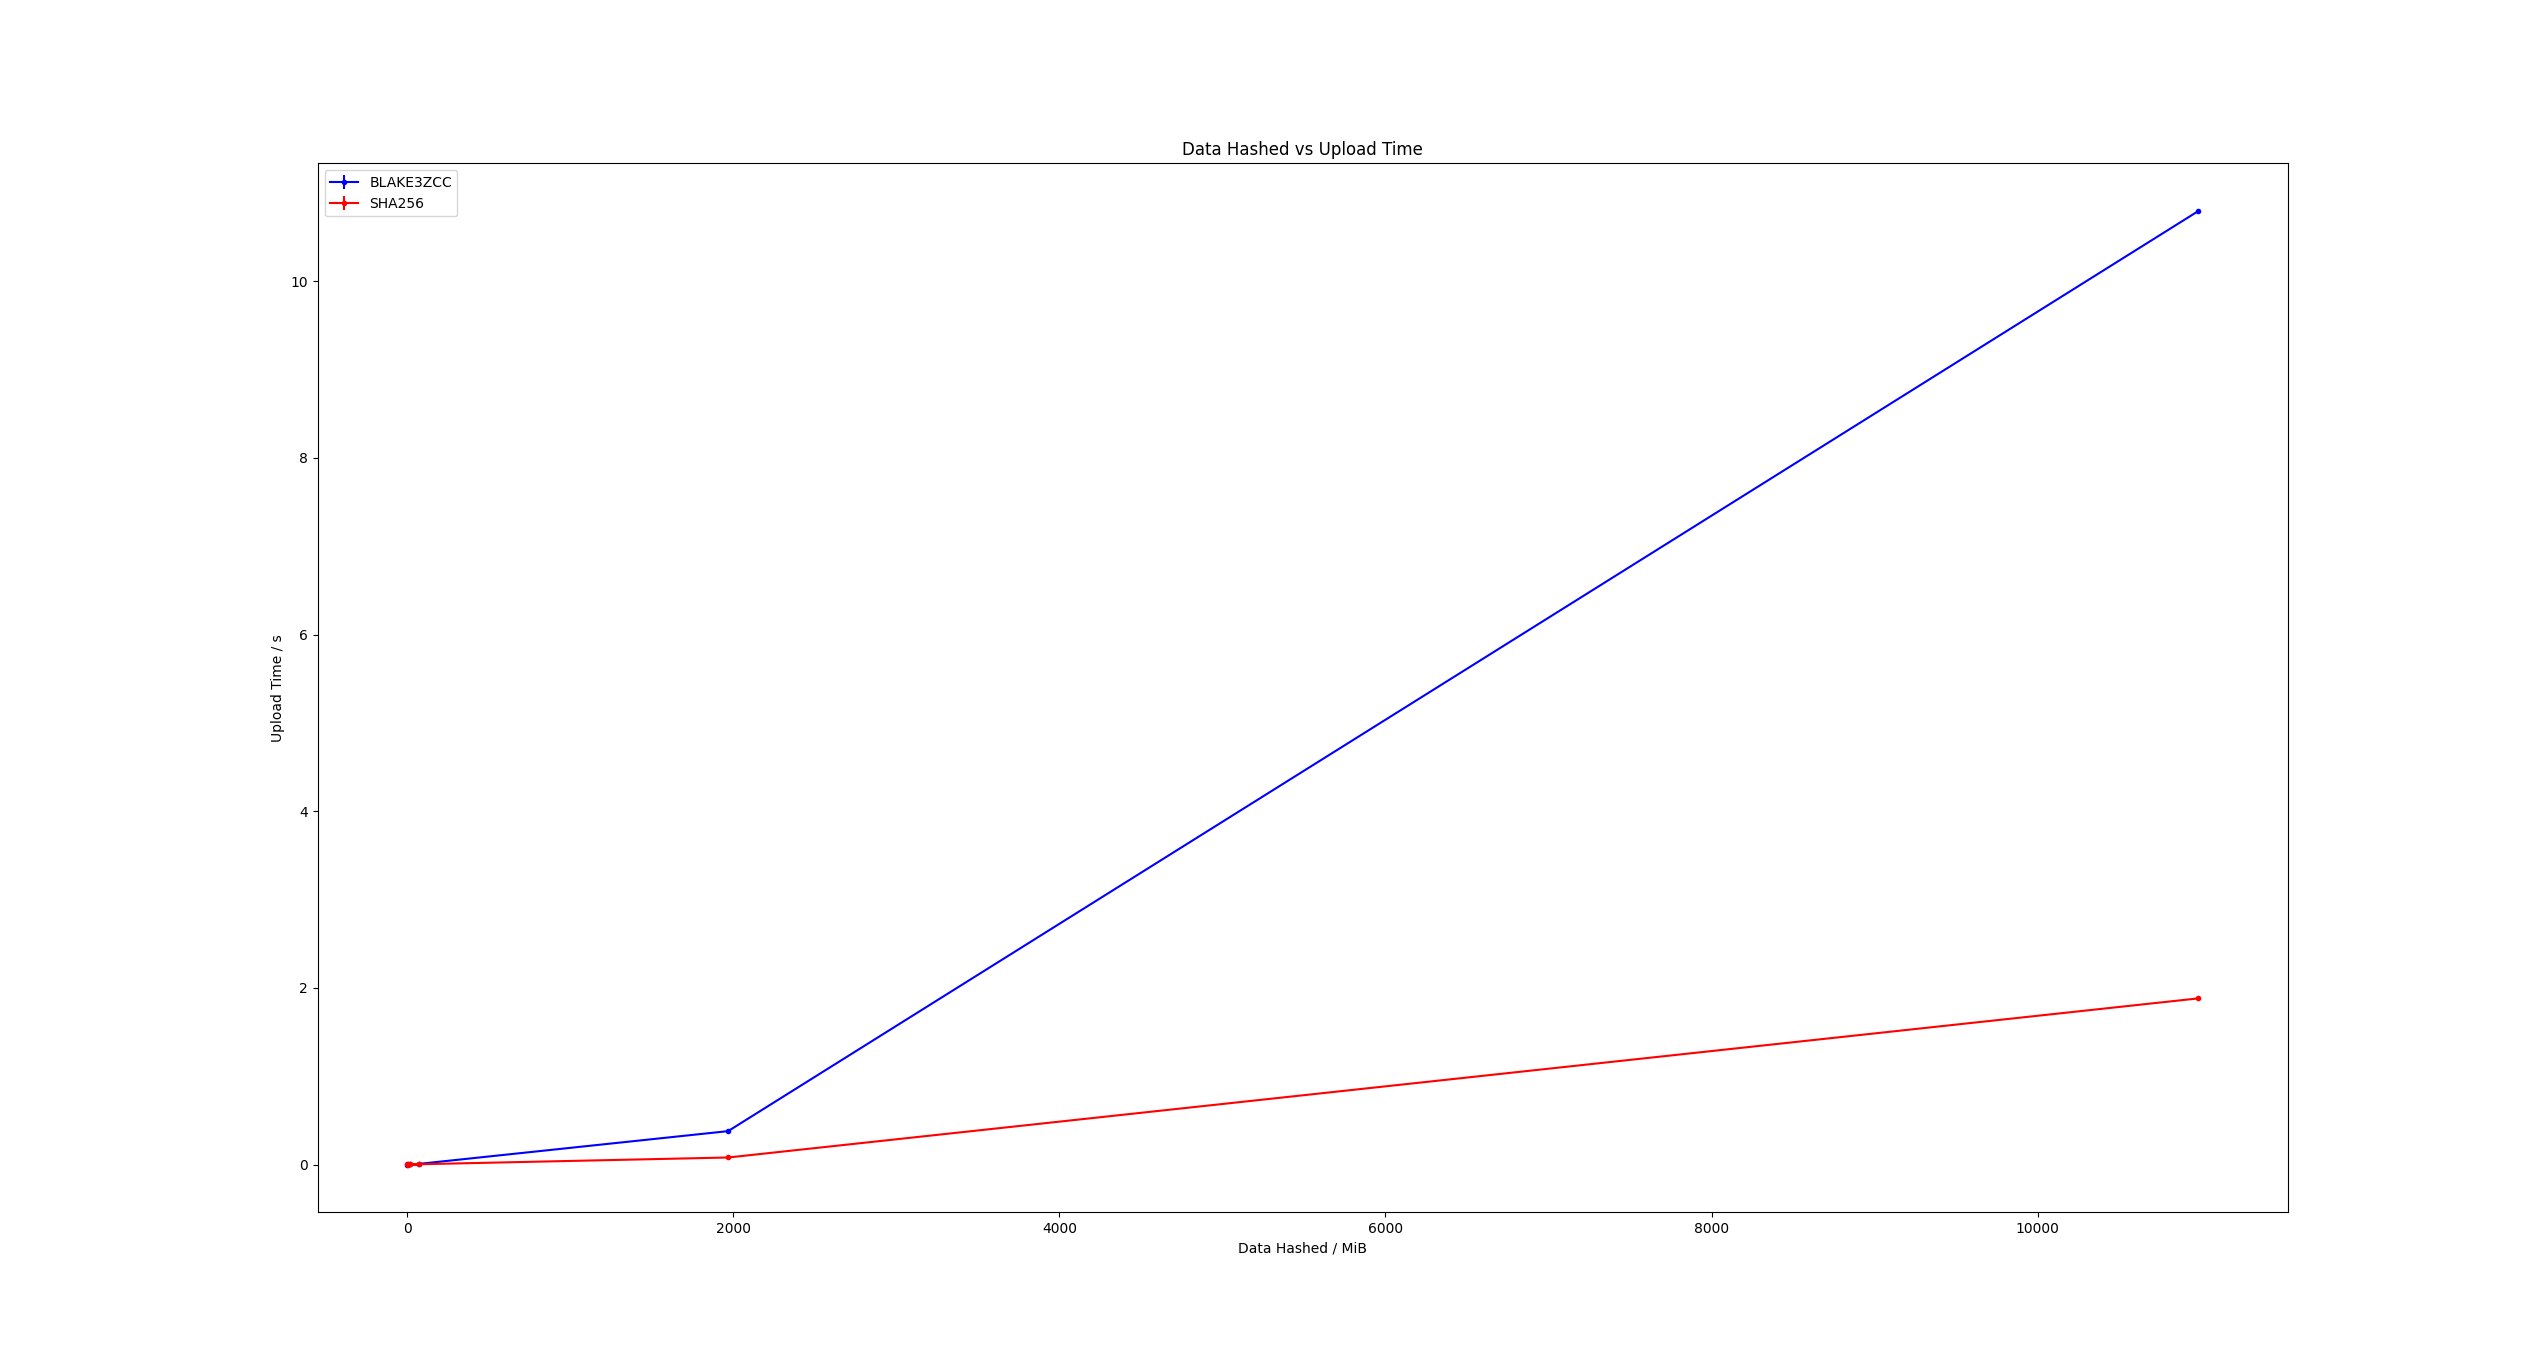 Data Hashed vs Upload Time
BLAKE3ZCC
SHA256
10
8
6
4
2
0
Upload Time / s
0 2000 4000 6000 8000 10000
Data Hashed / MiB